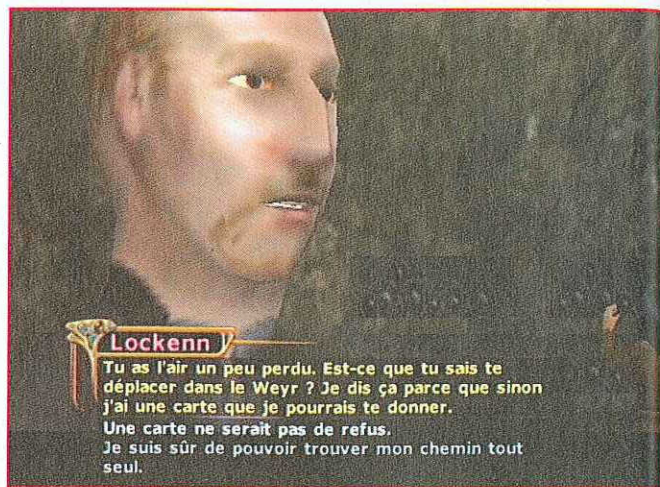 Lockenn
Tu as l'air un peu perdu. Est-ce que tu sais te
déplacer dans le Weyr ? Je dis ça parce que sinon
j'ai une carte que je pourrais te donner.
Une carte ne serait pas de refus.
Je suis sûr de pouvoir trouver mon chemin tout
seul.